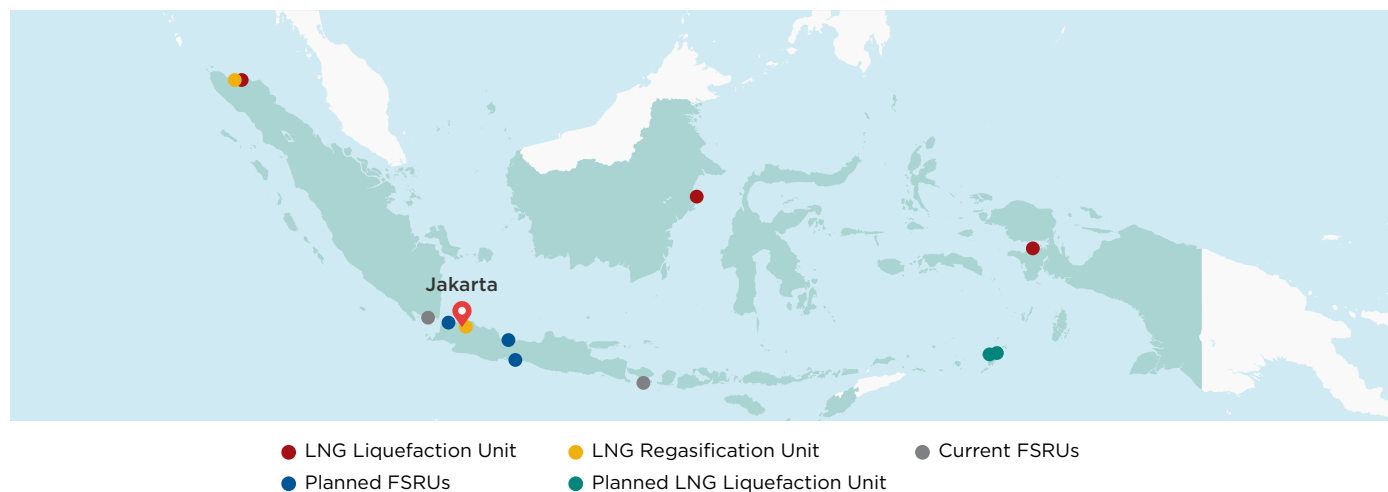 Jakarta
LNG Liquefaction Unit
LNG Regasification Unit
Current FSRUs
Planned FSRUs
Planned LNG Liquefaction Unit